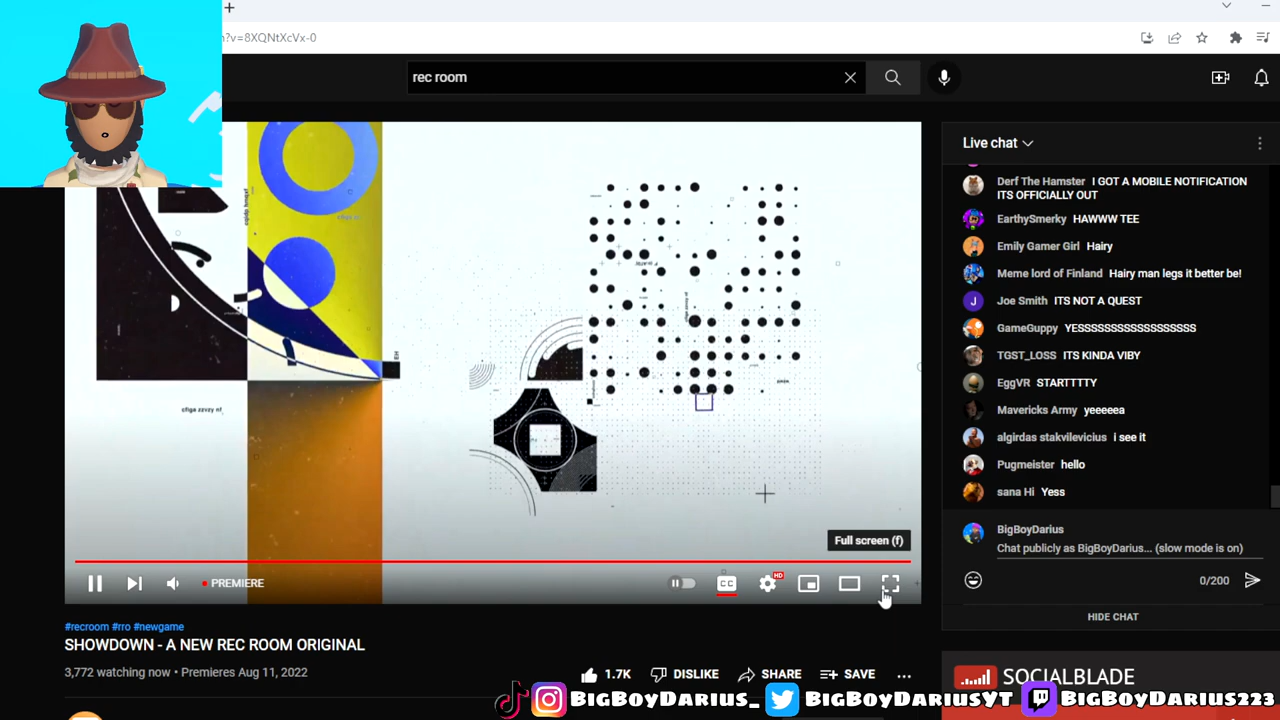 ?v=8XQNtXcVx-0
rec room
Live chat
Derf The Hamster I GOT A MOBILE NOTIFICATION
ITS OFFICIALLY OUT
EarthySmerky HAWWW TEE
Emily Gamer Girl Hairy
Meme lord of Finland Hairy man legs it better be!
J Joe Smith ITS NOT A QUEST
GameGuppy YESSSSSSSSSSSSSSSSSS
TGST_LOSS ITS KINDA VIBY
EggVR STARTTTTY
Mavericks Army yeeeeea
algirdas stakvilevicius i see it
Pugmeister hello
sana Hi Yess
BigBoyDarius
Chat publicly as BigBoyDarius... (slow mode is on)
0/200
HIDE CHAT
Full screen (f)
PREMIERE
CC
HD
#recroom #rro #newgame
SHOWDOWN - A NEW REC ROOM ORIGINAL
3,772 watching now • Premieres Aug 11, 2022
1.7K DISLIKE SHARE SAVE ...
SOCIALBLADE
BigBoyDarius_ BigBoyDariusYT BigBoyDarius223